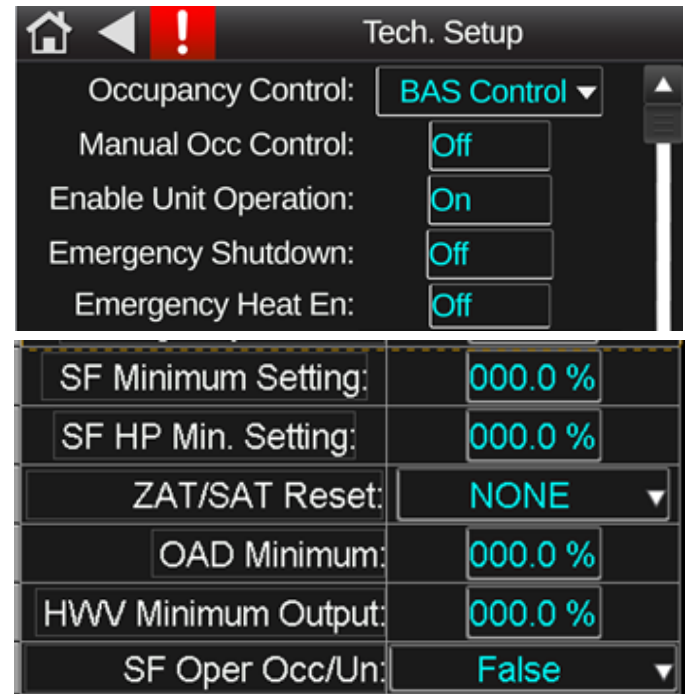 ! Tech. Setup
Occupancy Control: BAS Control
Manual Occ Control: Off
Enable Unit Operation: On
Emergency Shutdown: Off
Emergency Heat En: Off
SF Minimum Setting: 000.0 %
SF HP Min. Setting: 000.0 %
ZAT/SAT Reset: NONE
OAD Minimum: 000.0 %
HWV Minimum Output: 000.0 %
SF Oper Occ/Un: False